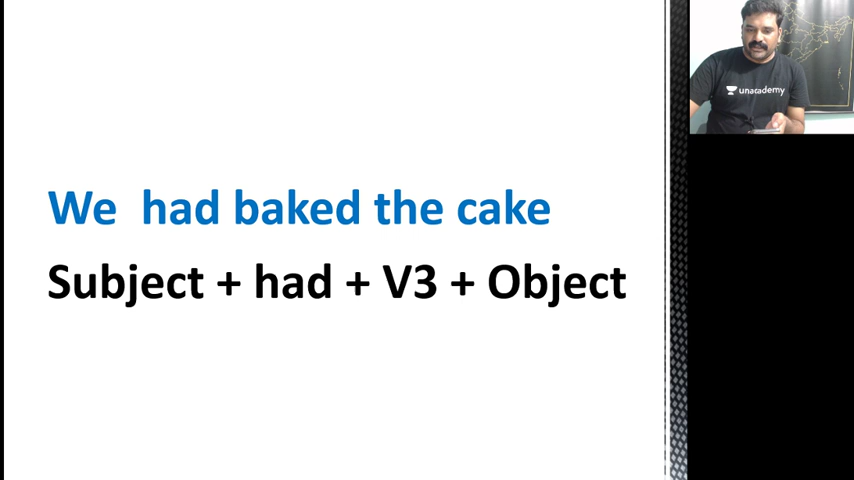 We had baked the cake
Subject + had + V3 + Object
unacademy